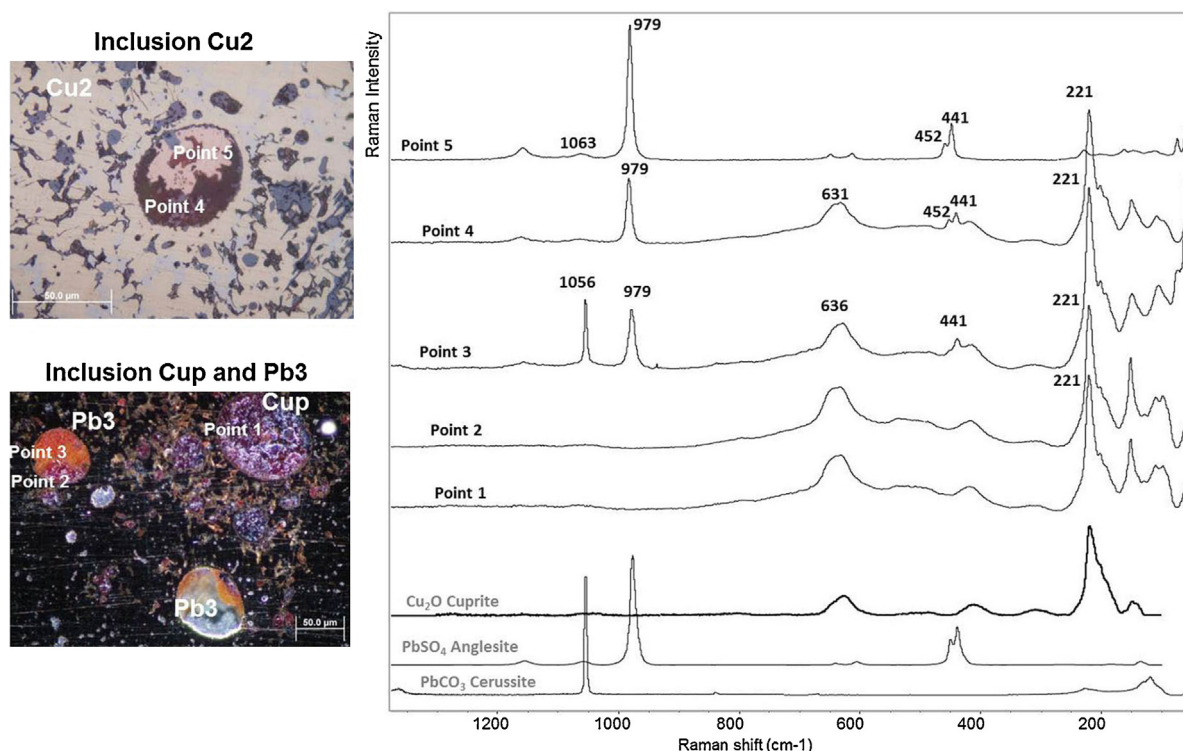 Inclusion Cu2
Cu2
Point 5
Point 4
50.0 µm
Inclusion Cup and Pb3
Cup
Pb3
Point 1
Point 3
Point 2
Pb3
50.0 µm
Raman Intensity
979
221
441
1063
452
Point 5
979
631
221
441
452
Point 4
1056
979
636
221
441
Point 3
221
Point 2
Point 1
Cu₂O Cuprite
PbSO₄ Anglesite
PbCO₃ Cerussite
1200 1000 800 600 400 200
Raman shift (cm-1)